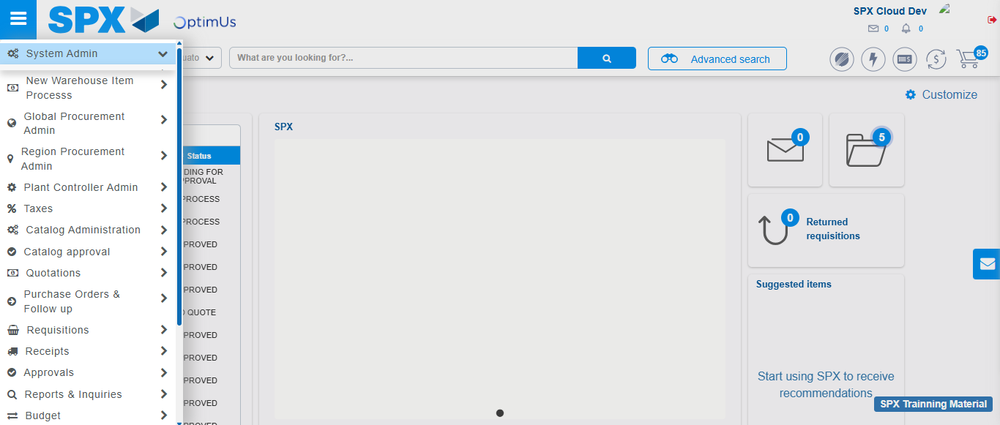 SPX
OptimUs
SPX Cloud Dev
0
0
System Admin
New Warehouse Item
Processs
Global Procurement
Admin
Region Procurement
Admin
Plant Controller Admin
Taxes
Catalog Administration
Catalog approval
Quotations
Purchase Orders &
Follow up
Requisitions
Receipts
Approvals
Reports & Inquiries
Budget
uato
What are you looking for?...
Advanced search
$
85
Customize
Status
DING FOR
PROVAL
PROCESS
PROCESS
PROVED
PROVED
PROVED
QUOTE
PROVED
PROVED
PROVED
PROVED
SPX
0
5
0
Returned
requisitions
Suggested items
Start using SPX to receive
recommendations
SPX Trainning Material